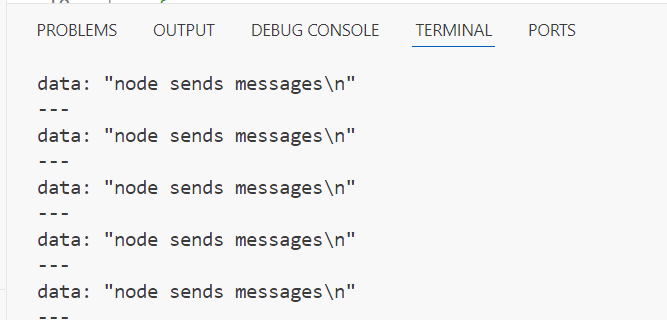 PROBLEMS OUTPUT DEBUG CONSOLE TERMINAL PORTS
data: "node sends messages\n"
---
data: "node sends messages\n"
---
data: "node sends messages\n"
---
data: "node sends messages\n"
---
data: "node sends messages\n"
---